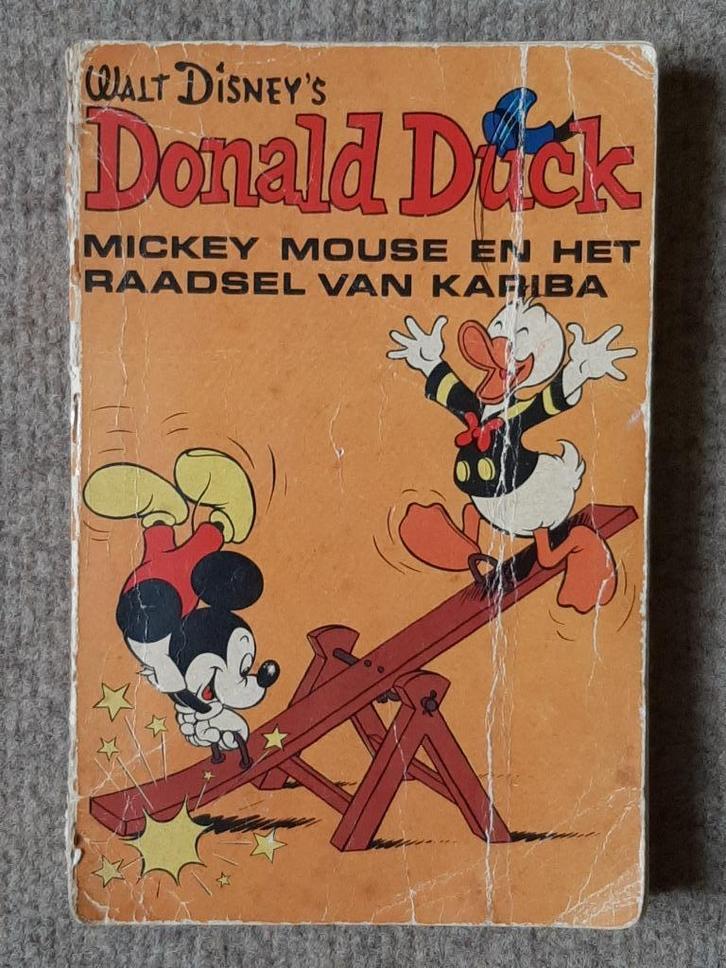 WALT DISNEY'S
Donald Duck
MICKEY MOUSE EN HET
RAADSEL VAN KARIBA